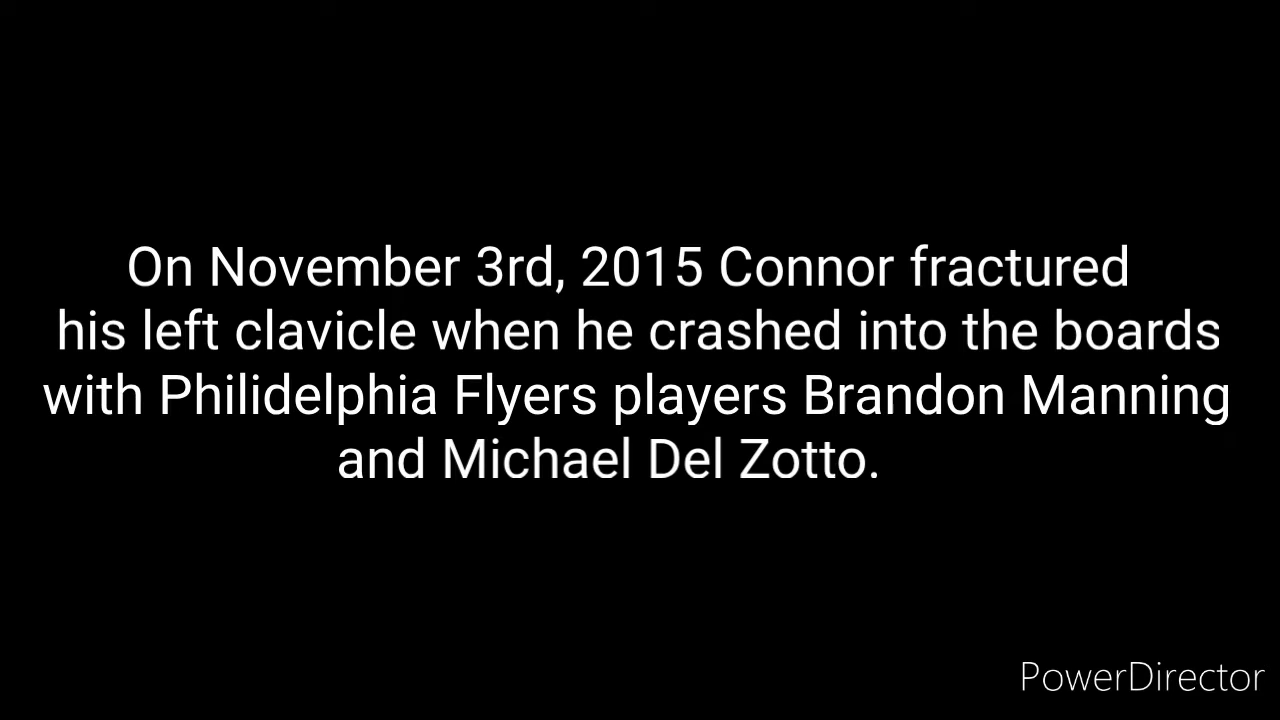 On November 3rd, 2015 Connor fractured
his left clavicle when he crashed into the boards
with Philidelphia Flyers players Brandon Manning
and Michael Del Zotto.
PowerDirector